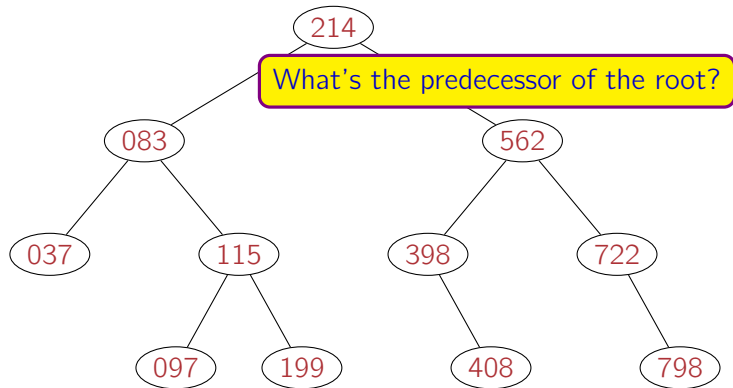 214
What's the predecessor of the root?
083 562
037 115 398 722
097 199 408 798